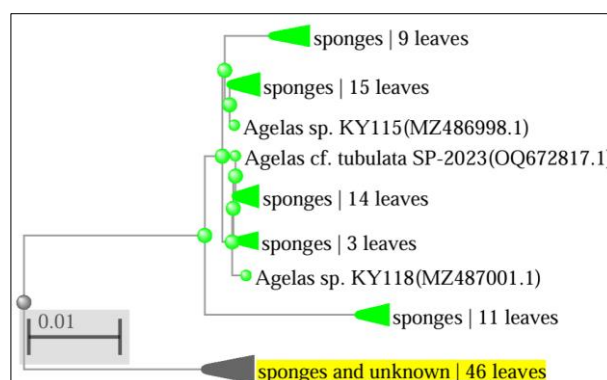 sponges | 9 leaves
sponges | 15 leaves
Agelas sp. KY115(MZ486998.1)
Agelas cf. tubulata SP-2023(OQ672817.1)
sponges | 14 leaves
sponges | 3 leaves
Agelas sp. KY118(MZ487001.1)
sponges | 11 leaves
0.01
sponges and unknown | 46 leaves